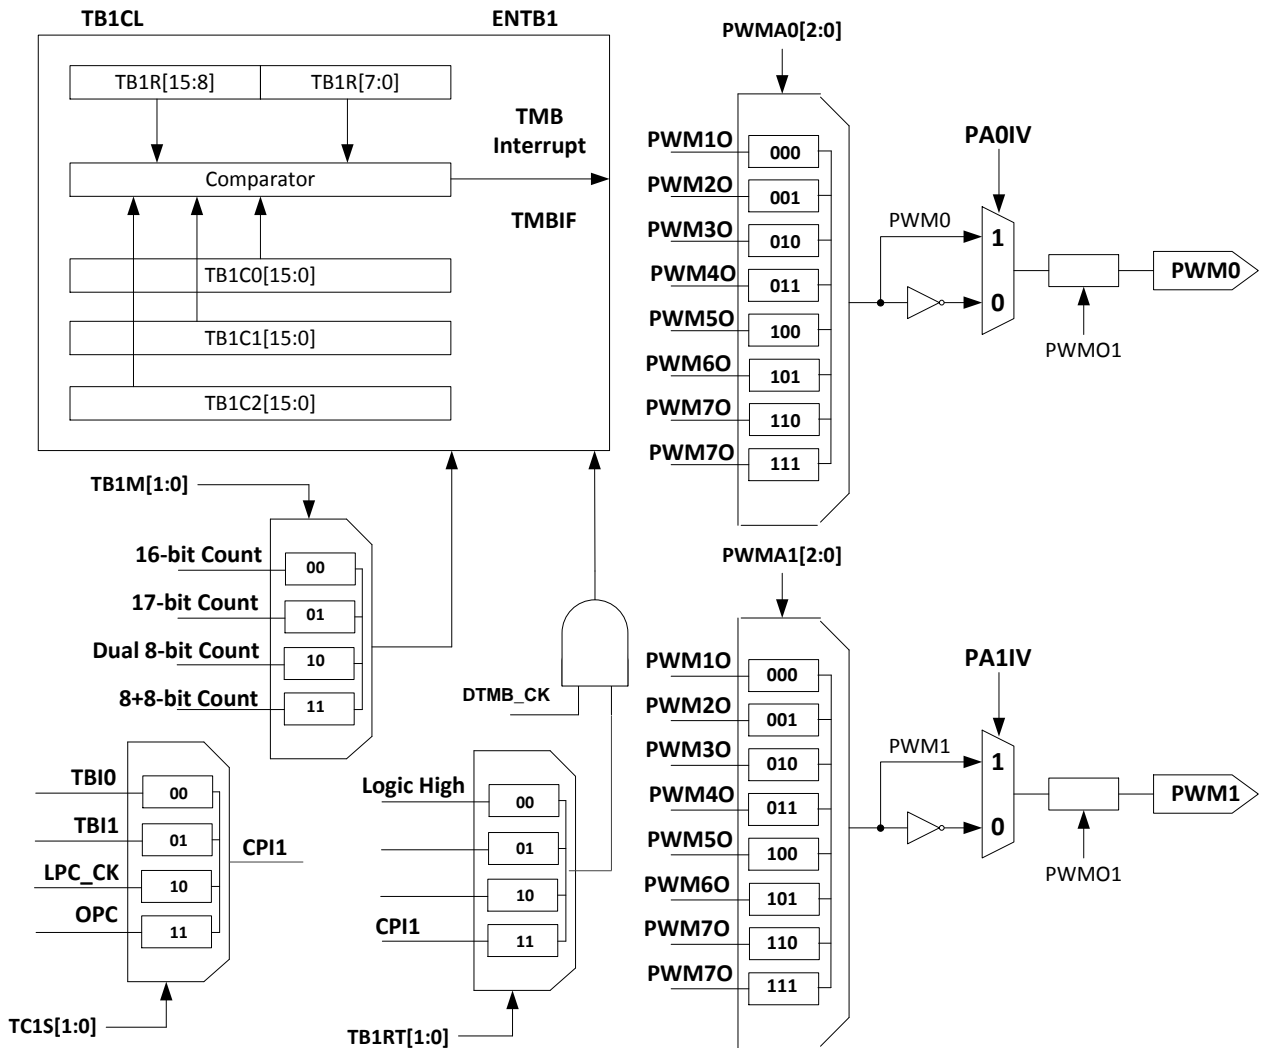 TB1CL
ENTB1
TB1R[15:8]
TB1R[7:0]
TMB
Interrupt
Comparator
TMBIF
TB1C0[15:0]
TB1C1[15:0]
TB1C2[15:0]
TB1M[1:0]
16-bit Count
00
17-bit Count
01
Dual 8-bit Count
10
8+8-bit Count
11
DTMB_CK
TBI0
00
TBI1
01
CPI1
LPC_CK
10
OPC
11
TC1S[1:0]
Logic High
00
01
10
CPI1
11
TB1RT[1:0]
PWMA0[2:0]
PWM1O
000
PWM2O
001
PWM3O
010
PWM4O
011
PWM5O
100
PWM6O
101
PWM7O
110
PWM7O
111
PA0IV
PWM0
1
0
PWM0
PWMO1
PWMA1[2:0]
PWM1O
000
PWM2O
001
PWM3O
010
PWM4O
011
PWM5O
100
PWM6O
101
PWM7O
110
PWM7O
111
PA1IV
PWM1
1
0
PWM1
PWMO1